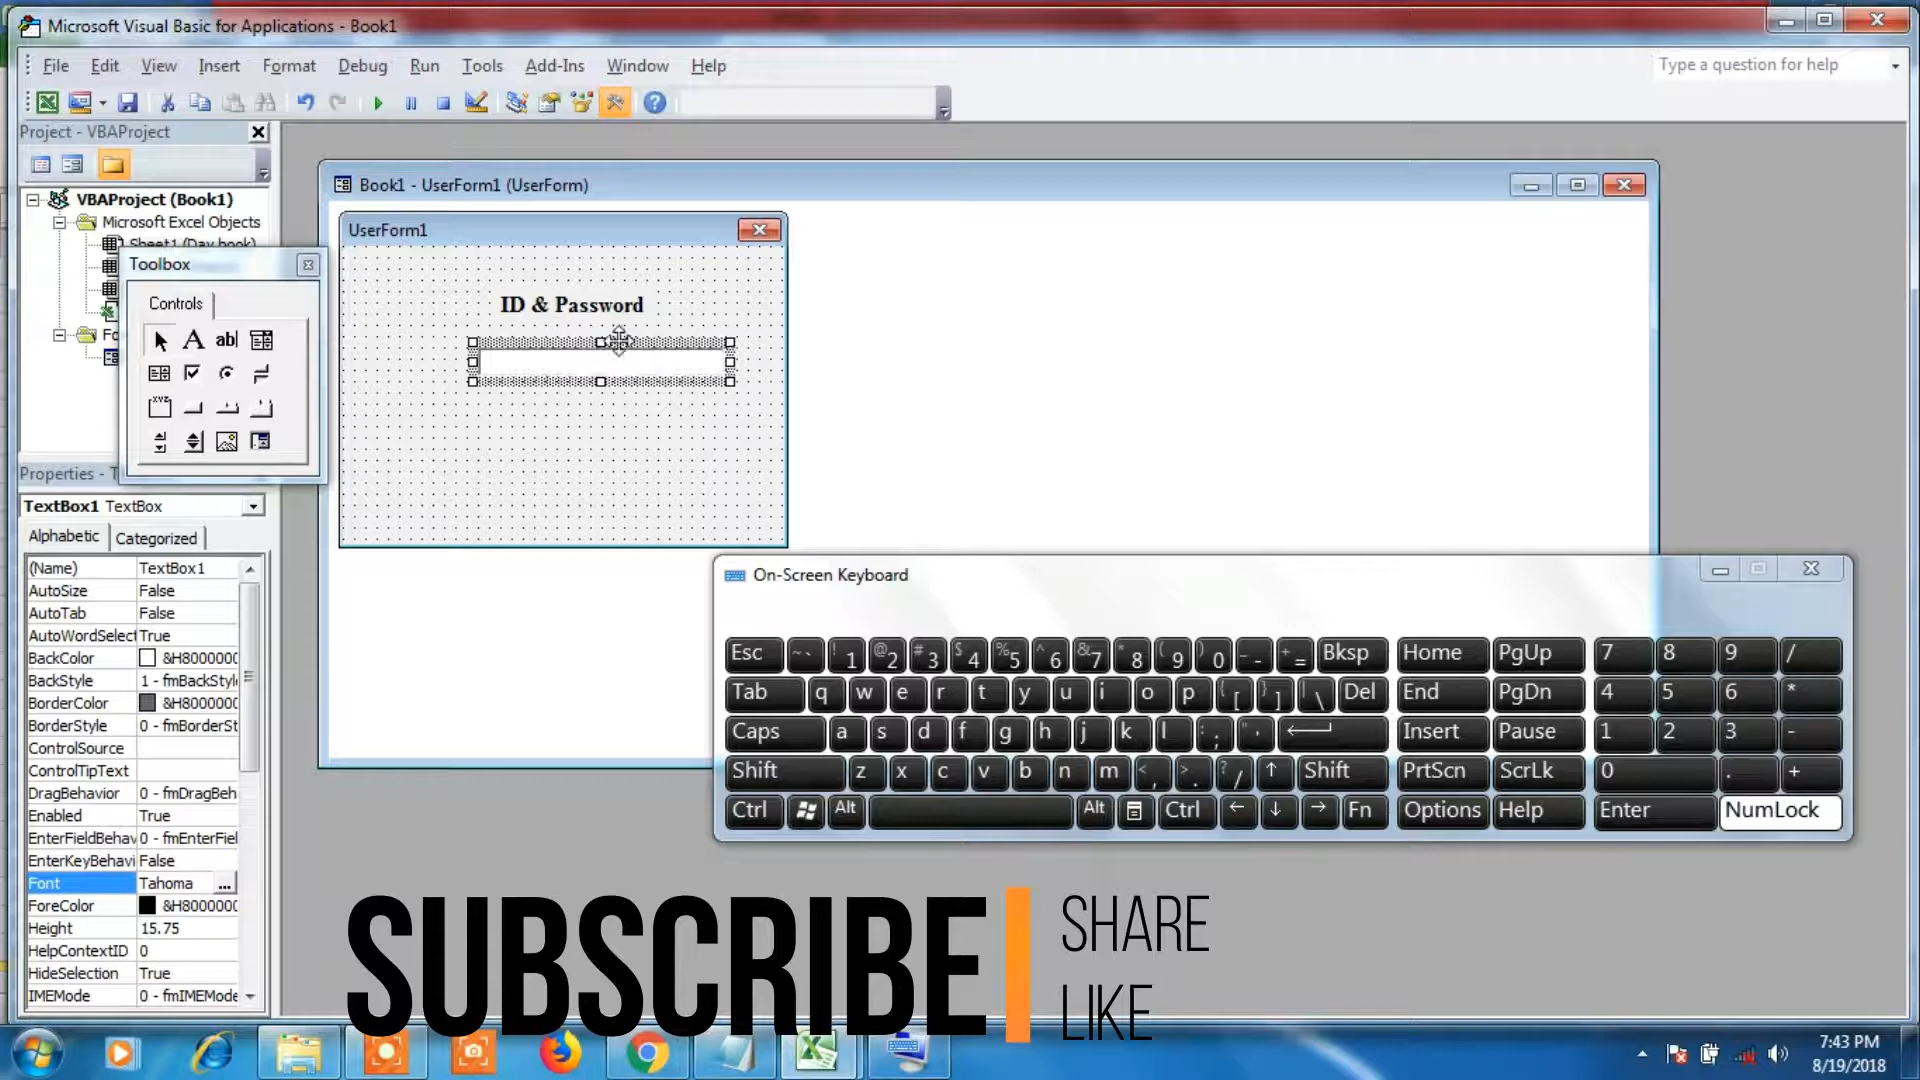 Microsoft Visual Basic for Applications - Book1
File Edit View Insert Format Debug Run Tools Add-Ins Window Help
Type a question for help
Project - VBAProject
VBAProject (Book1)
Microsoft Excel Objects
Sheet1 (Day book)
Toolbox
Controls
A ab|
xyz
Book1 - UserForm1 (UserForm)
UserForm1
ID & Password
Properties - T
TextBox1 TextBox
Alphabetic Categorized
(Name) TextBox1
AutoSize False
AutoTab False
AutoWordSelect True
BackColor &H8000000
BackStyle 1 - fmBackStyl
BorderColor &H8000000
BorderStyle 0 - fmBorderSt
ControlSource
ControlTipText
DragBehavior 0 - fmDragBeh
Enabled True
EnterFieldBehav 0 - fmEnterFiel
EnterKeyBehavi False
Font Tahoma ...
ForeColor &H8000000
Height 15.75
HelpContextID 0
HideSelection True
IMEMode 0 - fmIMEMode
On-Screen Keyboard
Esc ~ ` ! 1 @ 2 # 3 $ 4 % 5 ^ 6 & 7 * 8 ( 9 ) 0 _ - + = Bksp Home PgUp 7 8 9 /
Tab q w e r t y u i o p { [ } ] | \ Del End PgDn 4 5 6 *
Caps a s d f g h j k l : ; " ' Insert Pause 1 2 3 -
Shift z x c v b n m < , > . ? / ↑ Shift PrtScn ScrLk 0 . +
Ctrl Alt Alt Ctrl ← ↓ → Fn Options Help Enter NumLock
SUBSCRIBE
SHARE
LIKE
7:43 PM
8/19/2018